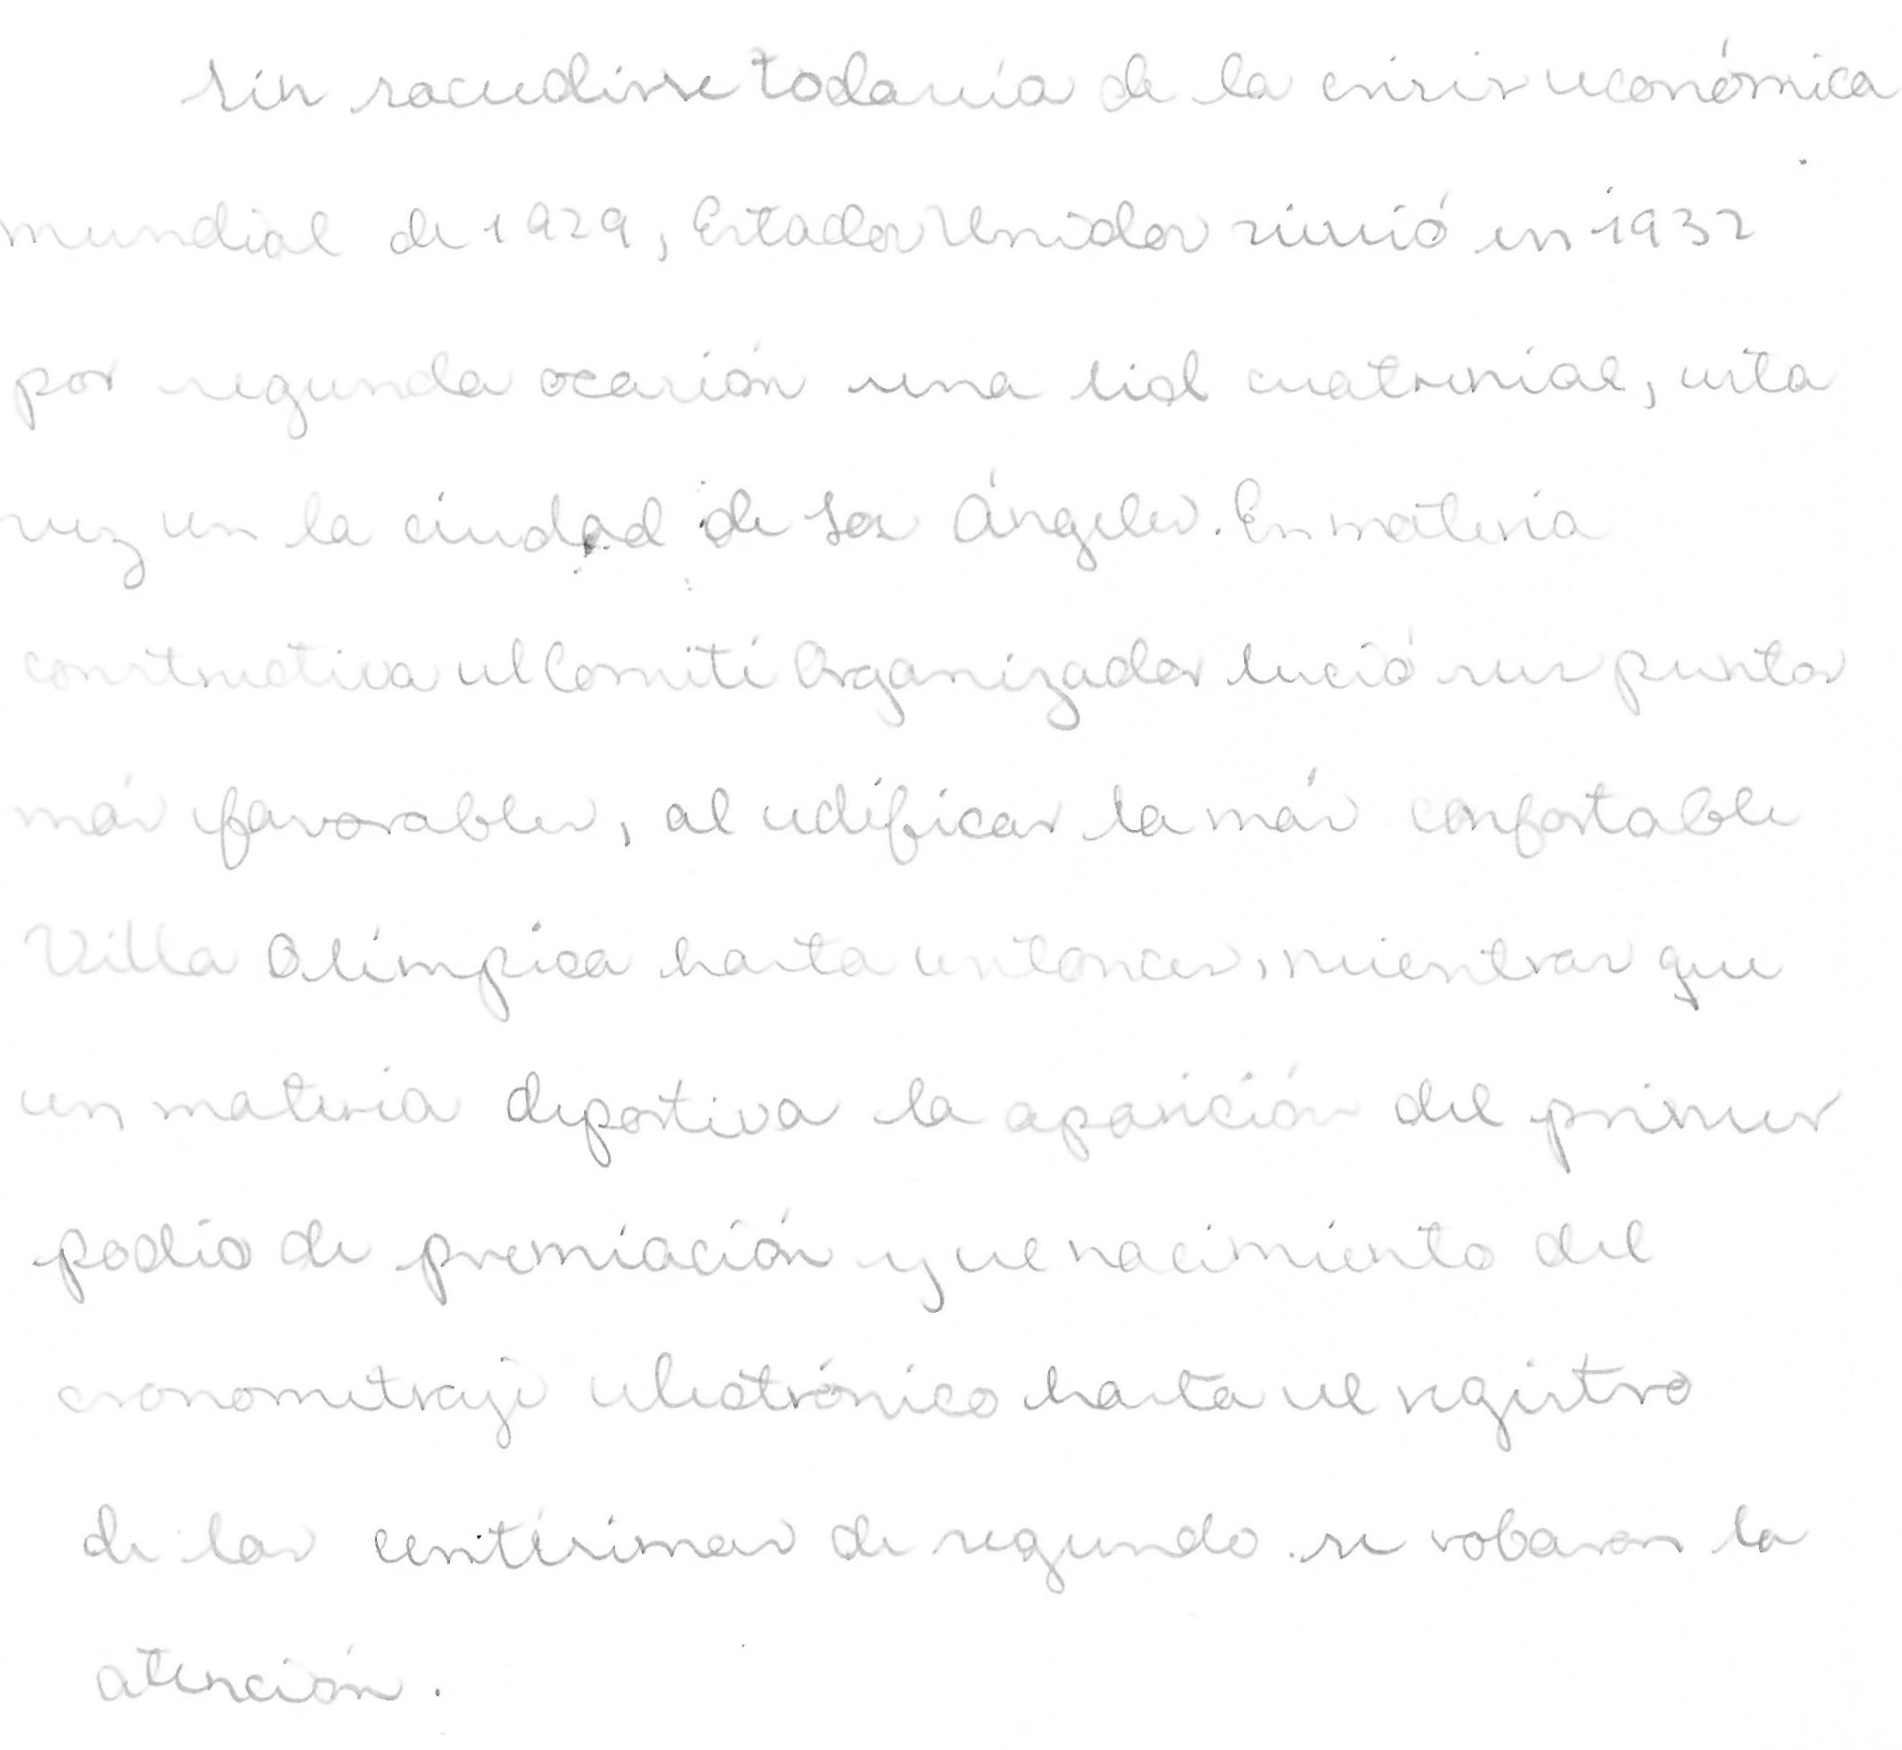 Sin sacudirse todavía de la crisis económica
mundial de 1929, Estados Unidos vivió en 1932
por segunda ocasión una lid cuatrienial, esta
vez en la ciudad de Los Ángeles. En materia
constructiva el Comité Organizador lució sus puntos
más favorables, al edificar la más confortable
Villa Olímpica hasta entonces, mientras que
en materia deportiva la aparición del primer
podio de premiación y el nacimiento del
cronometraje electrónico hasta el registro
de las centésimas de segundo se robaron la
atención.